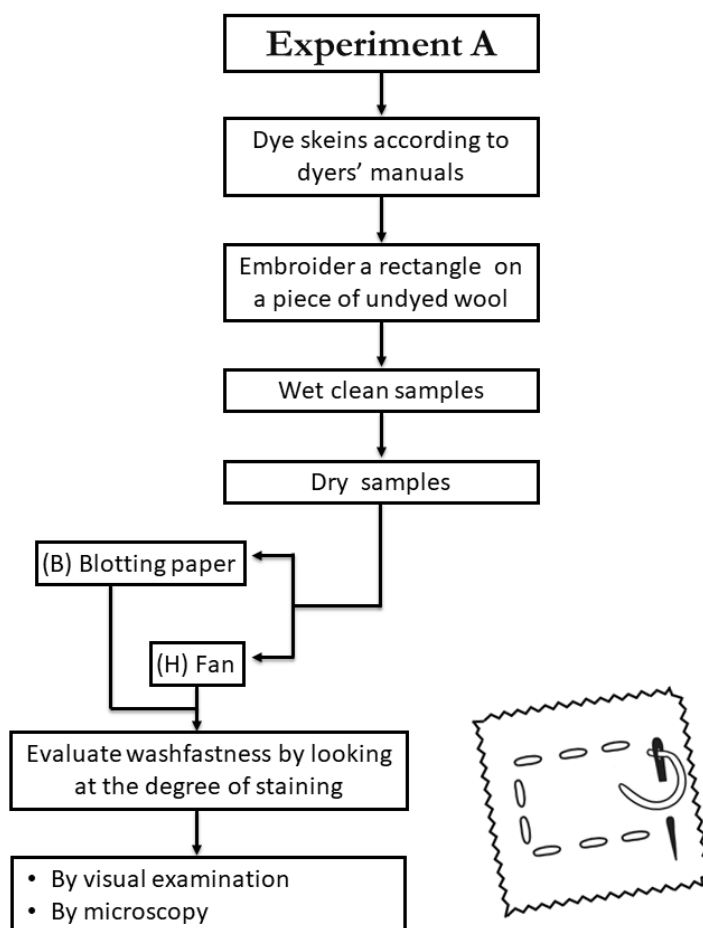 Experiment A
Dye skeins according to
dyers’ manuals
Embroider a rectangle on
a piece of undyed wool
Wet clean samples
Dry samples
(B) Blotting paper
(H) Fan
Evaluate washfastness by looking
at the degree of staining
• By visual examination
• By microscopy